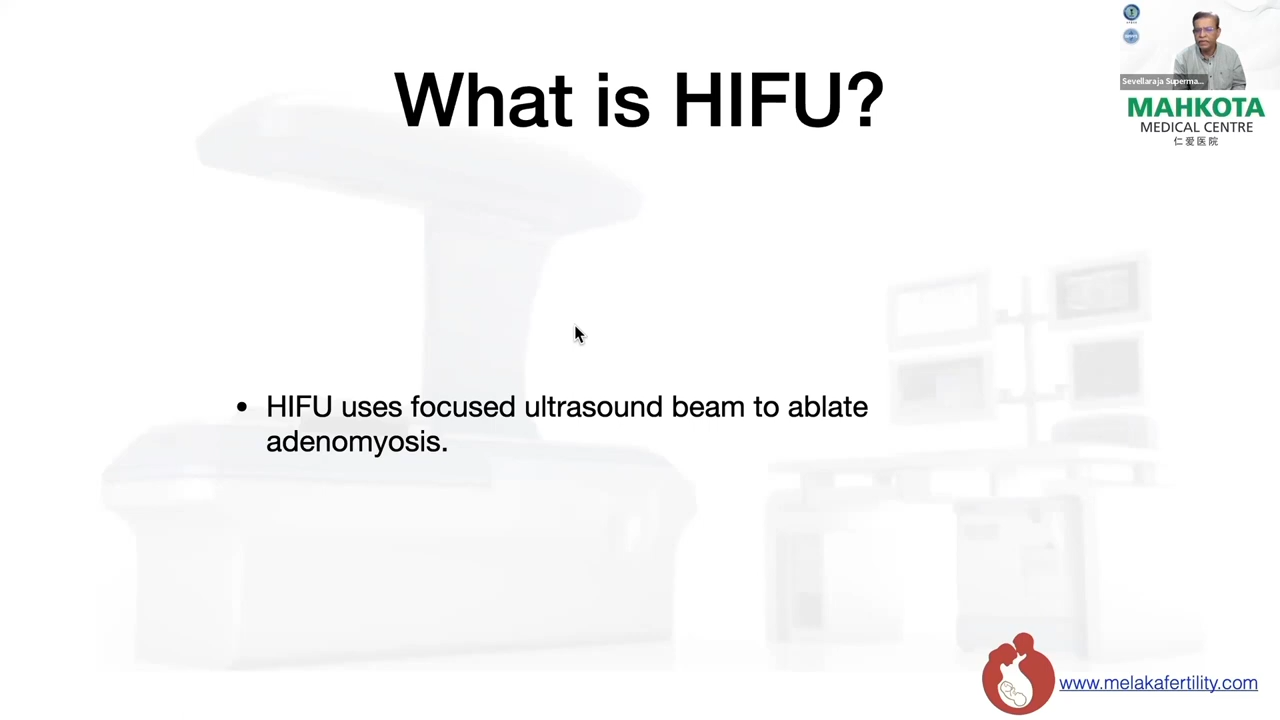 What is HIFU?
Sevellaraja Superma...
MAHKOTA
MEDICAL CENTRE
仁爱医院
• HIFU uses focused ultrasound beam to ablate
adenomyosis.
www.melakafertility.com